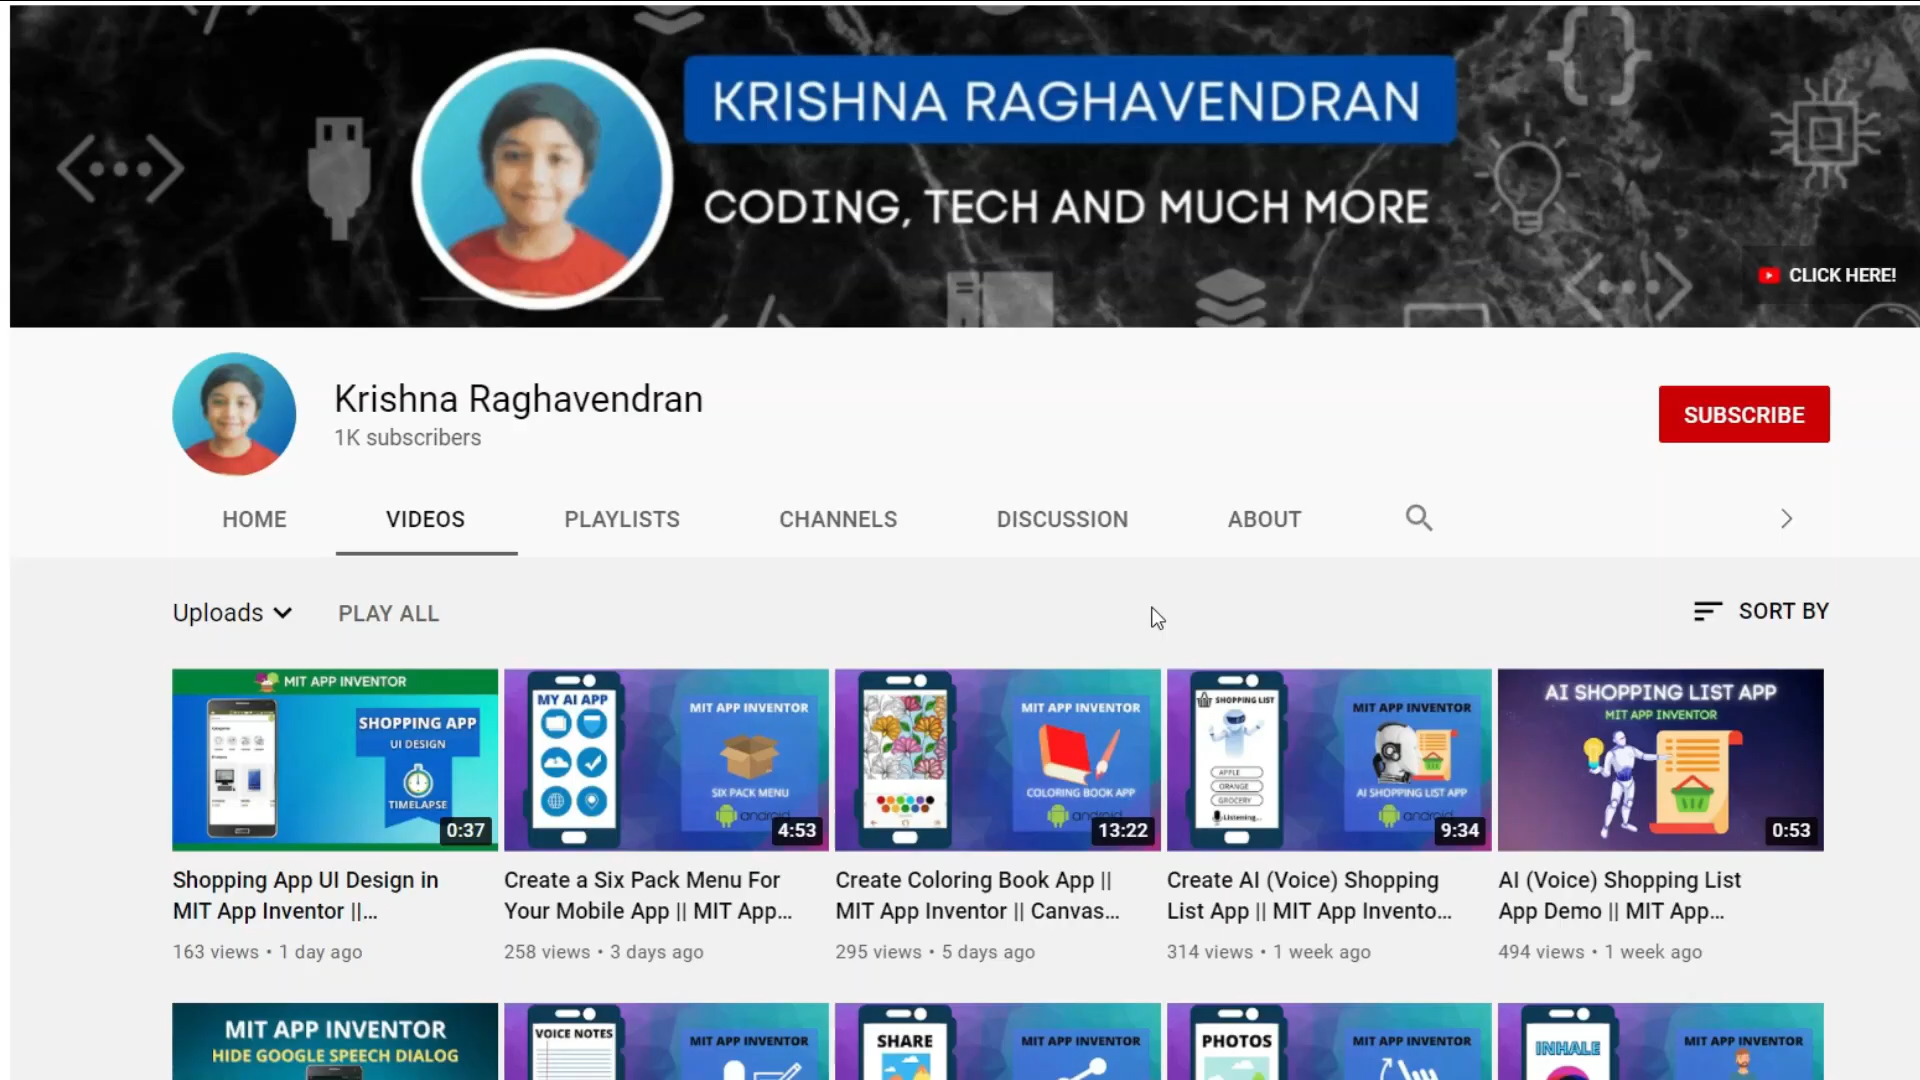 KRISHNA RAGHAVENDRAN
CODING, TECH AND MUCH MORE
CLICK HERE!
Krishna Raghavendran
1K subscribers
SUBSCRIBE
HOME
VIDEOS
PLAYLISTS
CHANNELS
DISCUSSION
ABOUT
Uploads
PLAY ALL
SORT BY
MIT APP INVENTOR
SHOPPING APP
UI DESIGN
TIMELAPSE
0:37
MY AI APP
MIT APP INVENTOR
SIX PACK MENU
android
4:53
MIT APP INVENTOR
COLORING BOOK APP
android
13:22
SHOPPING LIST
APPLE
ORANGE
GROCERY
Listening...
MIT APP INVENTOR
AI SHOPPING LIST APP
android
9:34
AI SHOPPING LIST APP
MIT APP INVENTOR
0:53
Shopping App UI Design in
MIT App Inventor ||...
163 views • 1 day ago
Create a Six Pack Menu For
Your Mobile App || MIT App...
258 views • 3 days ago
Create Coloring Book App ||
MIT App Inventor || Canvas...
295 views • 5 days ago
Create AI (Voice) Shopping
List App || MIT App Invento...
314 views • 1 week ago
AI (Voice) Shopping List
App Demo || MIT App...
494 views • 1 week ago
MIT APP INVENTOR
HIDE GOOGLE SPEECH DIALOG
VOICE NOTES
MIT APP INVENTOR
SHARE
MIT APP INVENTOR
PHOTOS
MIT APP INVENTOR
INHALE
MIT APP INVENTOR